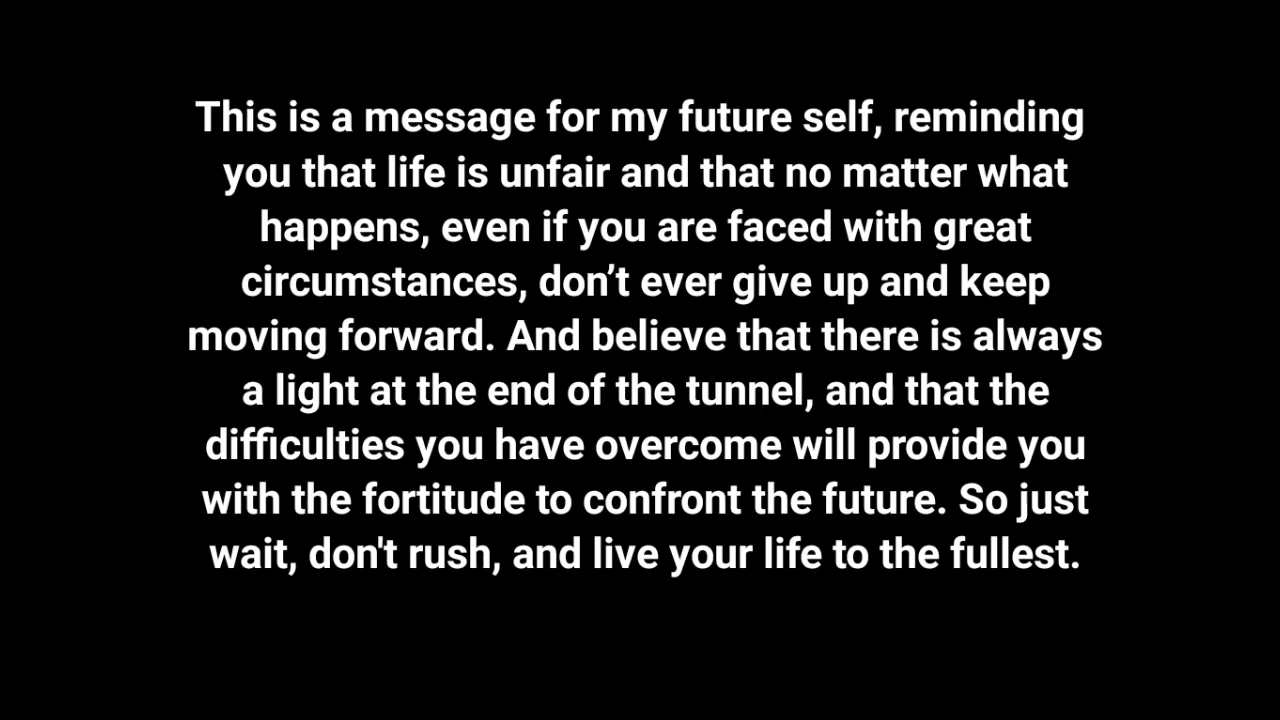 This is a message for my future self, reminding
you that life is unfair and that no matter what
happens, even if you are faced with great
circumstances, don’t ever give up and keep
moving forward. And believe that there is always
a light at the end of the tunnel, and that the
difficulties you have overcome will provide you
with the fortitude to confront the future. So just
wait, don't rush, and live your life to the fullest.